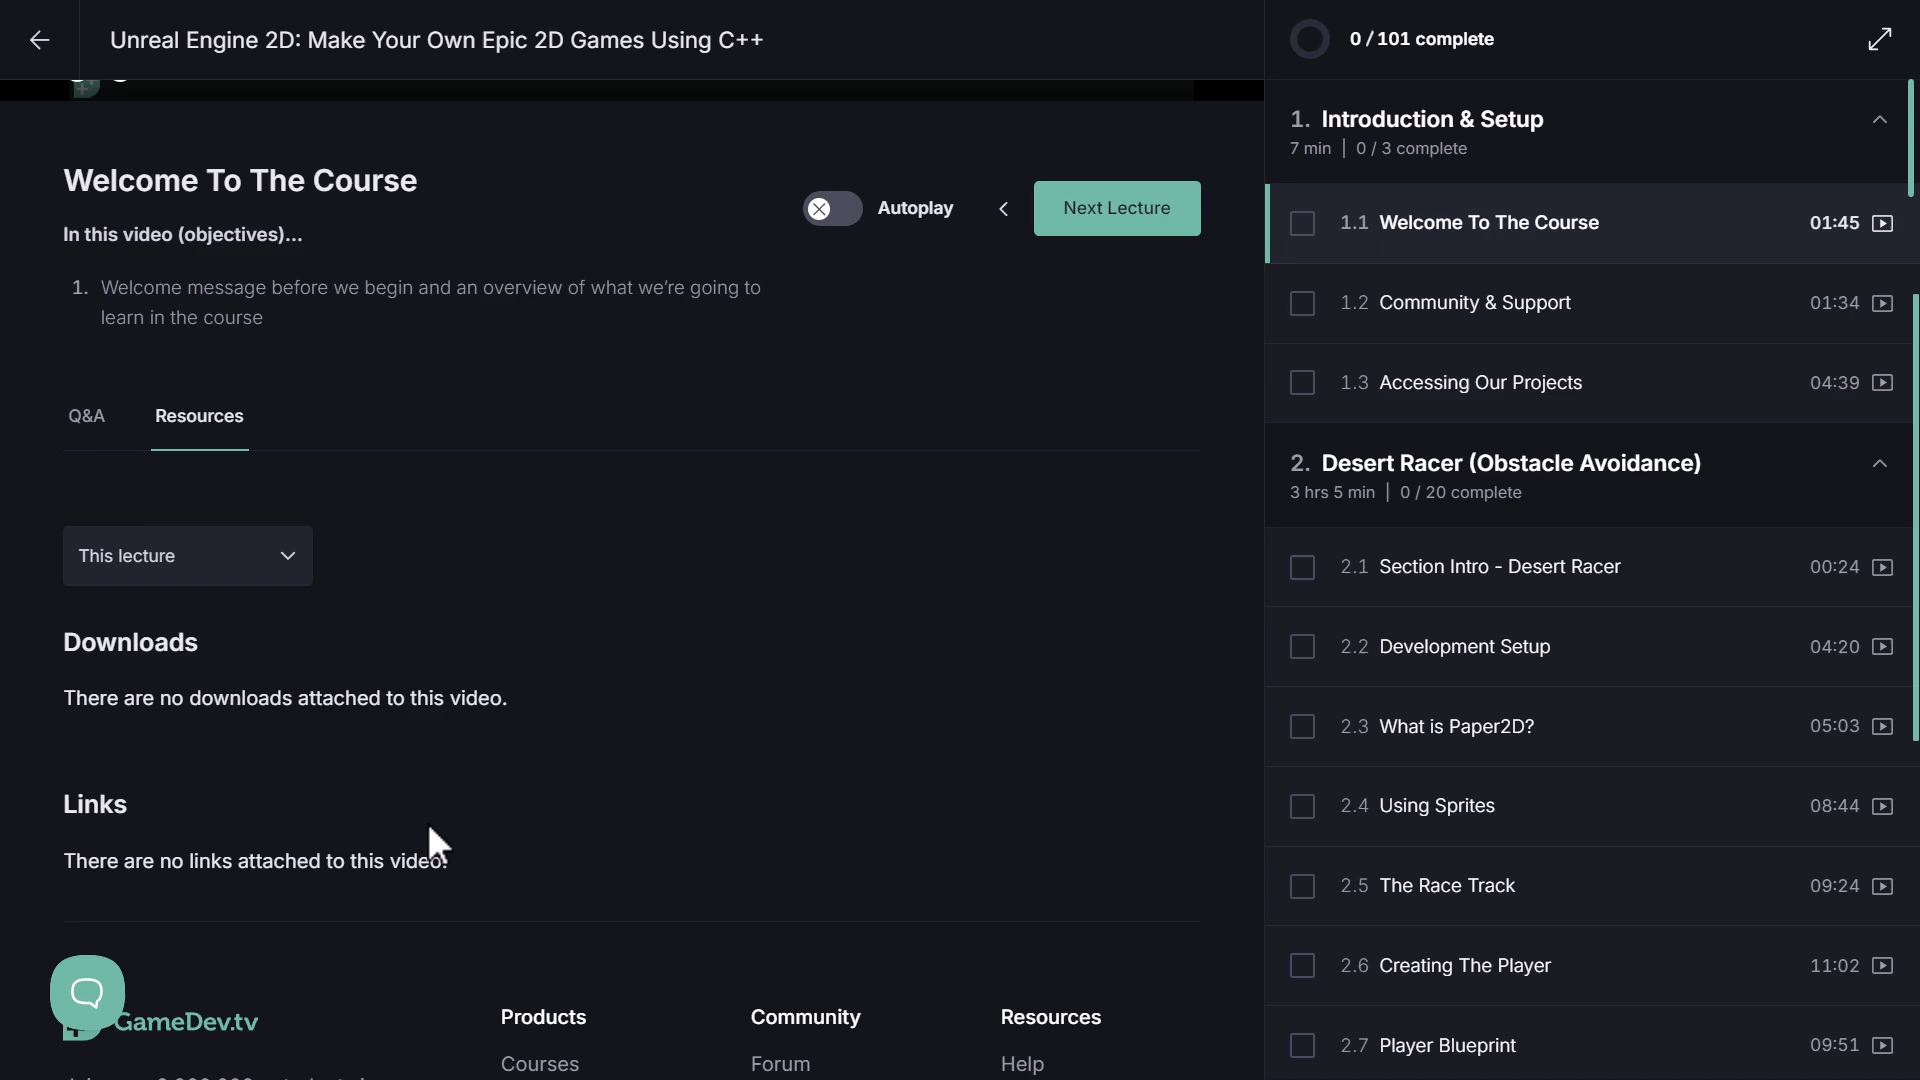 Unreal Engine 2D: Make Your Own Epic 2D Games Using C++
Welcome To The Course
In this video (objectives)...
Autoplay
Next Lecture
1. Welcome message before we begin and an overview of what we're going to
learn in the course
Q&A
Resources
This lecture
Downloads
There are no downloads attached to this video.
Links
There are no links attached to this video.
GameDev.tv
Products
Community
Resources
Courses
Forum
Help
0 / 101 complete
1. Introduction & Setup
7 min | 0 / 3 complete
1.1 Welcome To The Course 01:45
1.2 Community & Support 01:34
1.3 Accessing Our Projects 04:39
2. Desert Racer (Obstacle Avoidance)
3 hrs 5 min | 0 / 20 complete
2.1 Section Intro - Desert Racer 00:24
2.2 Development Setup 04:20
2.3 What is Paper2D? 05:03
2.4 Using Sprites 08:44
2.5 The Race Track 09:24
2.6 Creating The Player 11:02
2.7 Player Blueprint 09:51